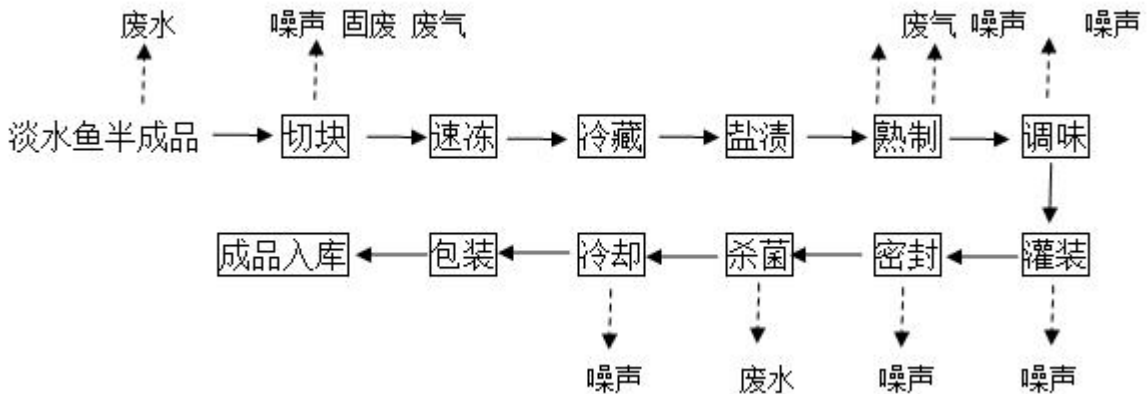 废水 噪声 固废 废气 废气 噪声 噪声
淡水鱼半成品 切块 速冻 冷藏 盐渍 熟制 调味
成品入库 包装 冷却 杀菌 密封 灌装
噪声 废水 噪声 噪声